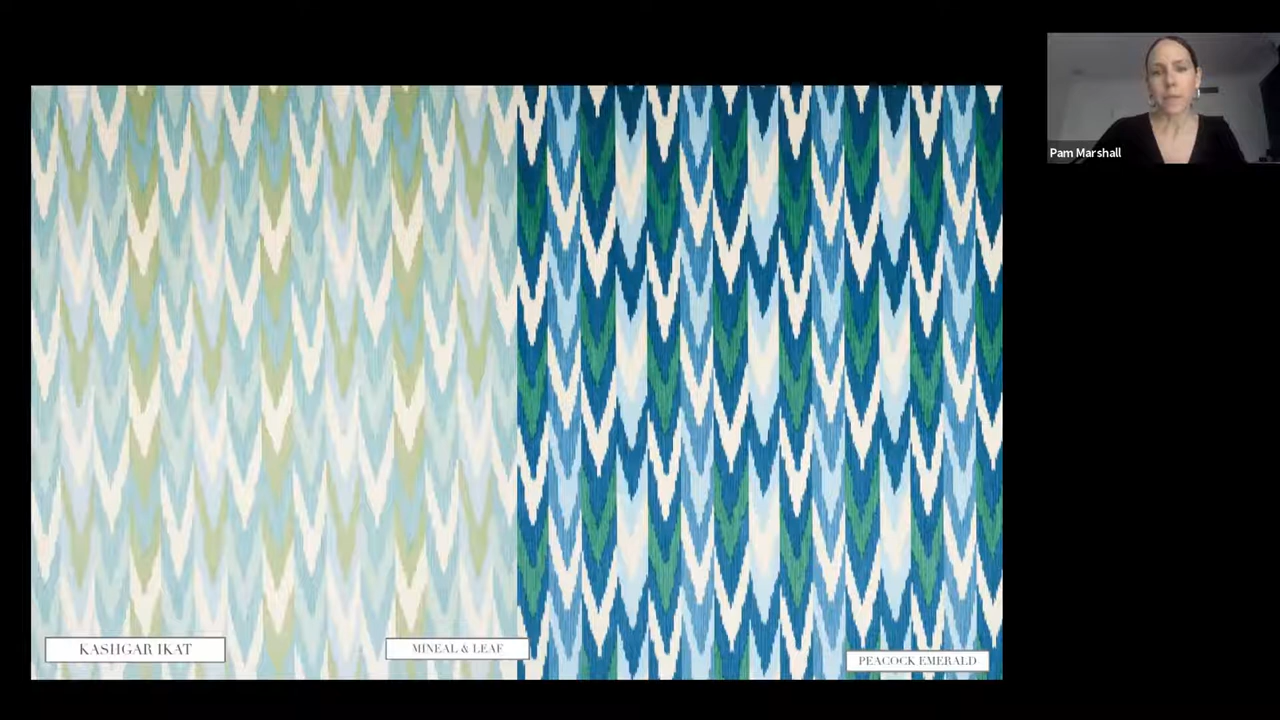 Pam Marshall
KASHGAR IKAT
MINEAL & LEAF
PEACOCK EMERALD